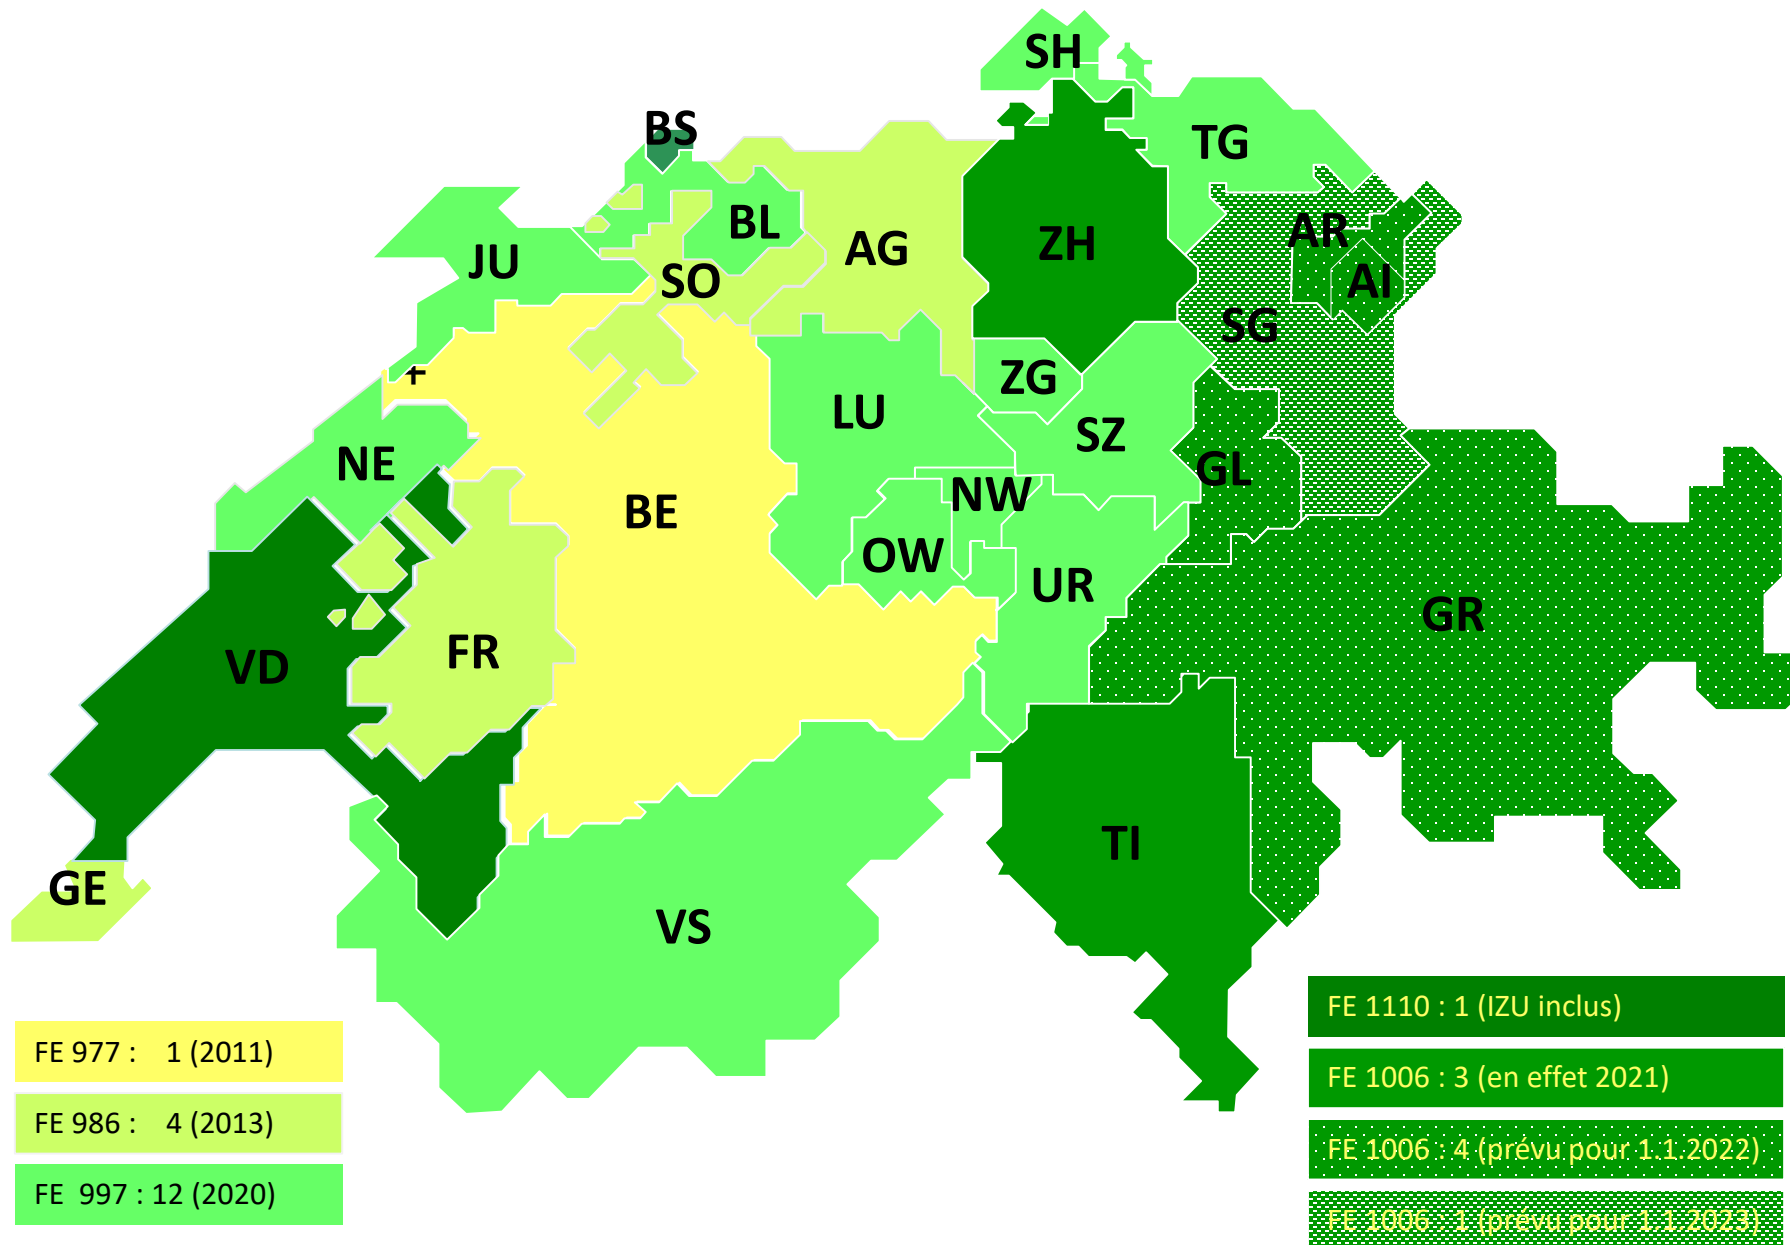 SH
BS
TG
BL
AR
ZH
AG
JU
SO
AI
SG
ZG
LU
SZ
NE
GL
NW
BE
OW
UR
GR
FR
VD
TI
GE
VS
FE 977 : 1 (2011)
FE 986 : 4 (2013)
FE 997 : 12 (2020)
FE 1110 : 1 (IZU inclus)
FE 1006 : 3 (en effet 2021)
FE 1006 : 4 (prévu pour 1.1.2022)
FE 1006 : 1 (prévu pour 1.1.2023)